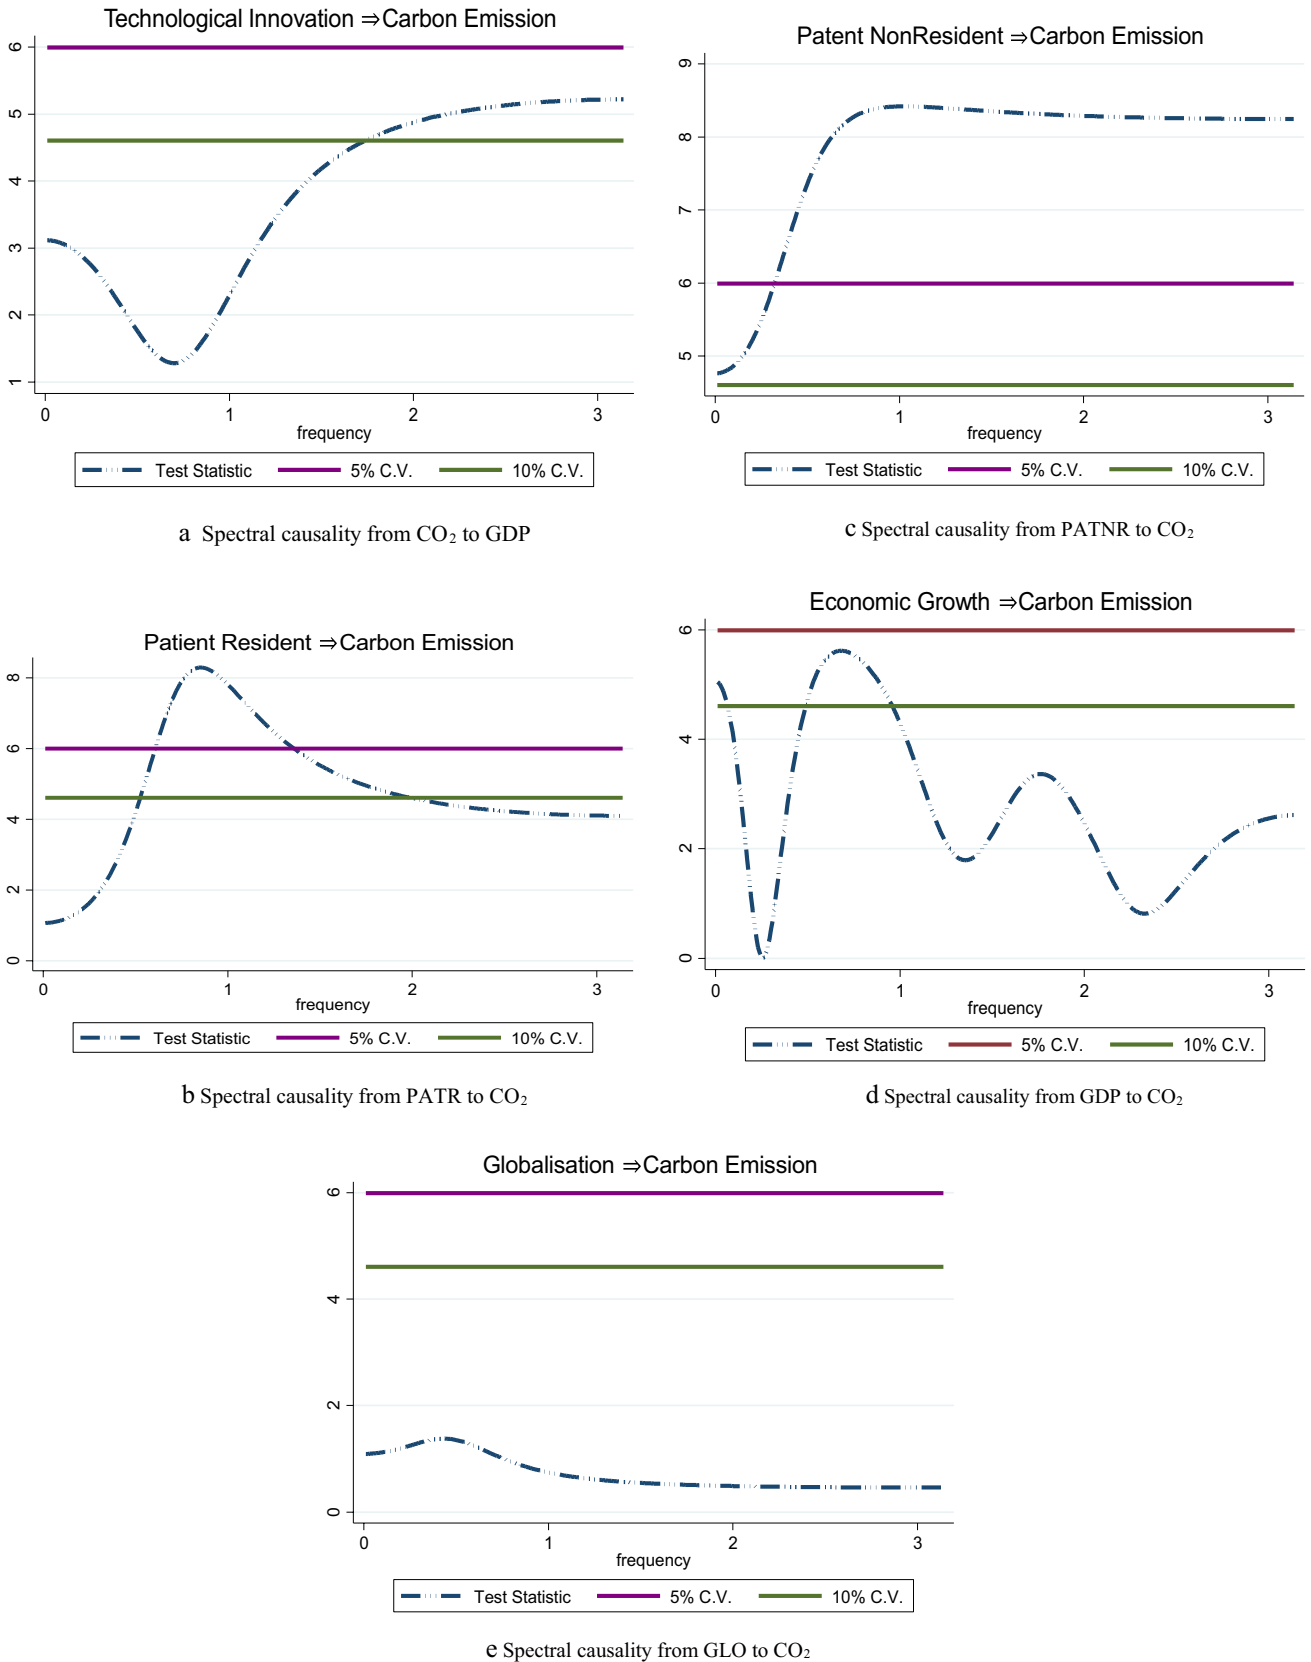 Technological Innovation ⇒Carbon Emission
6
5
4
3
2
1
0 1 2 3
frequency
Test Statistic 5% C.V. 10% C.V.
a Spectral causality from CO₂ to GDP
Patent NonResident ⇒Carbon Emission
9
8
7
6
5
0 1 2 3
frequency
Test Statistic 5% C.V. 10% C.V.
c Spectral causality from PATNR to CO₂
Patient Resident ⇒Carbon Emission
8
6
4
2
0
0 1 2 3
frequency
Test Statistic 5% C.V. 10% C.V.
b Spectral causality from PATR to CO₂
Economic Growth ⇒Carbon Emission
6
4
2
0
0 1 2 3
frequency
Test Statistic 5% C.V. 10% C.V.
d Spectral causality from GDP to CO₂
Globalisation ⇒Carbon Emission
6
4
2
0
0 1 2 3
frequency
Test Statistic 5% C.V. 10% C.V.
e Spectral causality from GLO to CO₂